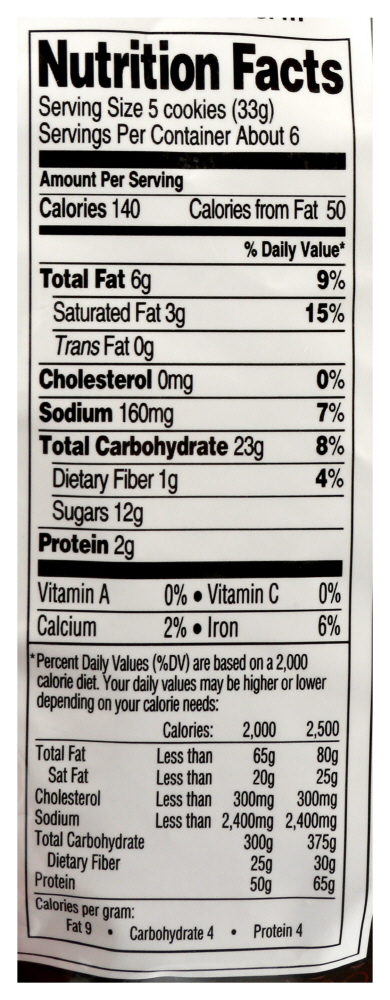 Nutrition Facts
Serving Size 5 cookies (33g)
Servings Per Container About 6
Amount Per Serving
Calories 140 Calories from Fat 50
% Daily Value*
Total Fat 6g 9%
Saturated Fat 3g 15%
Trans Fat 0g
Cholesterol 0mg 0%
Sodium 160mg 7%
Total Carbohydrate 23g 8%
Dietary Fiber 1g 4%
Sugars 12g
Protein 2g
Vitamin A 0% • Vitamin C 0%
Calcium 2% • Iron 6%
*Percent Daily Values (%DV) are based on a 2,000
calorie diet. Your daily values may be higher or lower
depending on your calorie needs:
Calories: 2,000 2,500
Total Fat Less than 65g 80g
Sat Fat Less than 20g 25g
Cholesterol Less than 300mg 300mg
Sodium Less than 2,400mg 2,400mg
Total Carbohydrate 300g 375g
Dietary Fiber 25g 30g
Protein 50g 65g
Calories per gram:
Fat 9 • Carbohydrate 4 • Protein 4